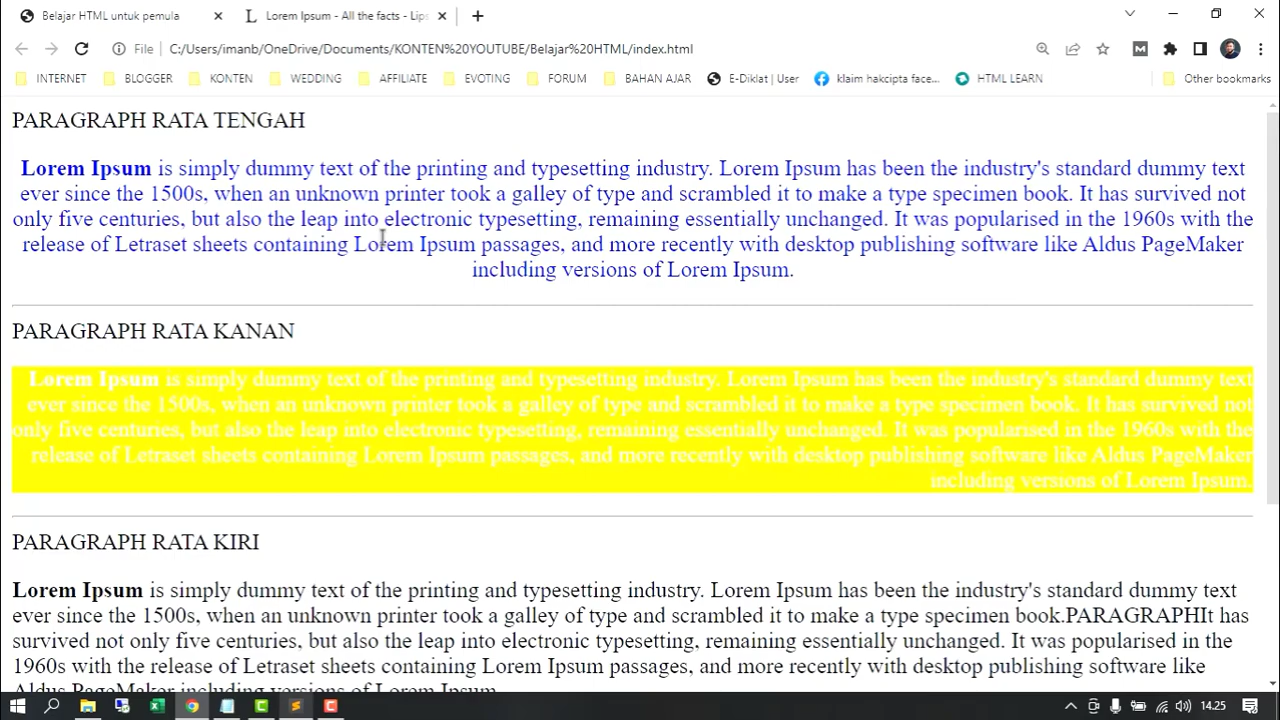 Belajar HTML untuk pemula
Lorem Ipsum - All the facts - Lips
File
C:/Users/imanb/OneDrive/Documents/KONTEN%20YOUTUBE/Belajar%20HTML/index.html
INTERNET BLOGGER KONTEN WEDDING AFFILIATE EVOTING FORUM BAHAN AJAR E-Diklat | User klaim hakcipta face... HTML LEARN Other bookmarks
PARAGRAPH RATA TENGAH
Lorem Ipsum is simply dummy text of the printing and typesetting industry. Lorem Ipsum has been the industry's standard dummy text
ever since the 1500s, when an unknown printer took a galley of type and scrambled it to make a type specimen book. It has survived not
only five centuries, but also the leap into electronic typesetting, remaining essentially unchanged. It was popularised in the 1960s with the
release of Letraset sheets containing Lorem Ipsum passages, and more recently with desktop publishing software like Aldus PageMaker
including versions of Lorem Ipsum.
PARAGRAPH RATA KANAN
Lorem Ipsum is simply dummy text of the printing and typesetting industry. Lorem Ipsum has been the industry's standard dummy text
ever since the 1500s, when an unknown printer took a galley of type and scrambled it to make a type specimen book. It has survived not
only five centuries, but also the leap into electronic typesetting, remaining essentially unchanged. It was popularised in the 1960s with the
release of Letraset sheets containing Lorem Ipsum passages, and more recently with desktop publishing software like Aldus PageMaker
including versions of Lorem Ipsum.
PARAGRAPH RATA KIRI
Lorem Ipsum is simply dummy text of the printing and typesetting industry. Lorem Ipsum has been the industry's standard dummy text
ever since the 1500s, when an unknown printer took a galley of type and scrambled it to make a type specimen book.PARAGRAPHIt has
survived not only five centuries, but also the leap into electronic typesetting, remaining essentially unchanged. It was popularised in the
1960s with the release of Letraset sheets containing Lorem Ipsum passages, and more recently with desktop publishing software like
Aldus PageMaker including versions of Lorem Ipsum.
14.25